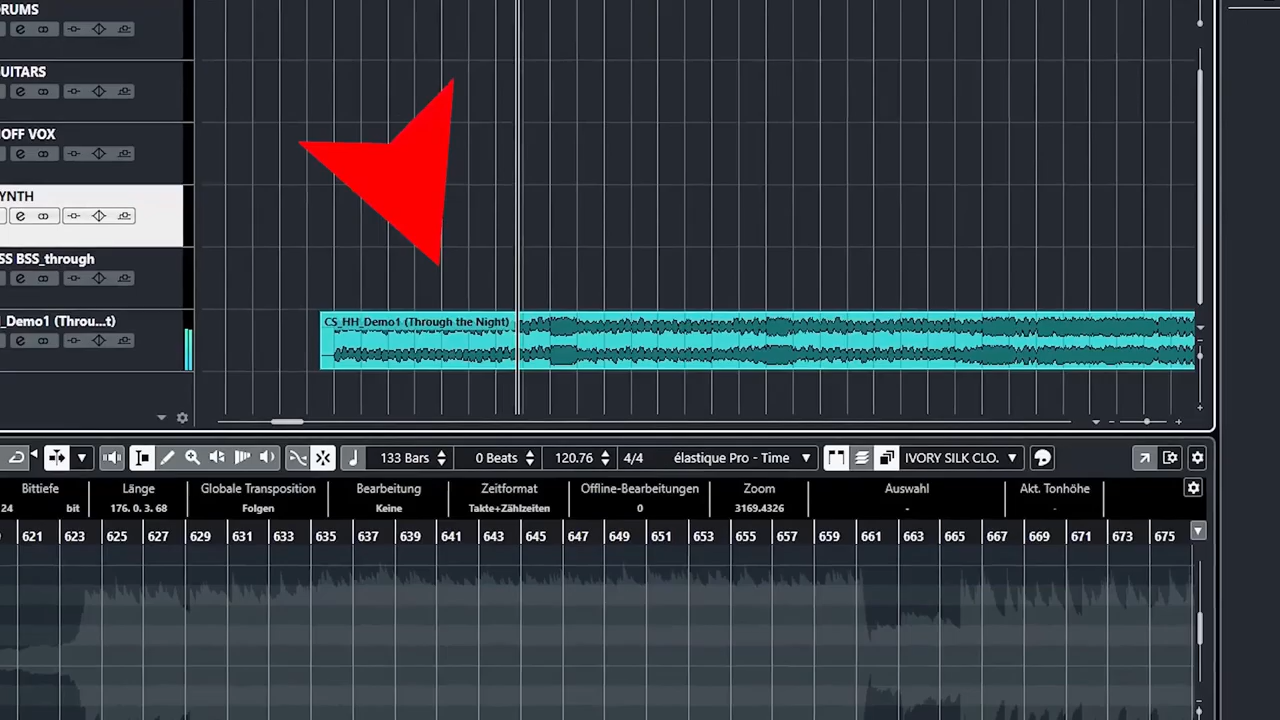 DRUMS
UITARS
OFF VOX
YNTH
SS BSS_through
_Demo1 (Throu...t)
CS_HH_Demo1 (Through the Night)
133 Bars 0 Beats 120.76 4/4 élastique Pro - Time IVORY SILK CLO.
Bittiefe Länge Globale Transposition Bearbeitung Zeitformat Offline-Bearbeitungen Zoom Auswahl Akt. Tonhöhe
24 bit 176. 0. 3. 68 Folgen Keine Takte+Zählzeiten 0 3169.4326 - -
621 623 625 627 629 631 633 635 637 639 641 643 645 647 649 651 653 655 657 659 661 663 665 667 669 671 673 675